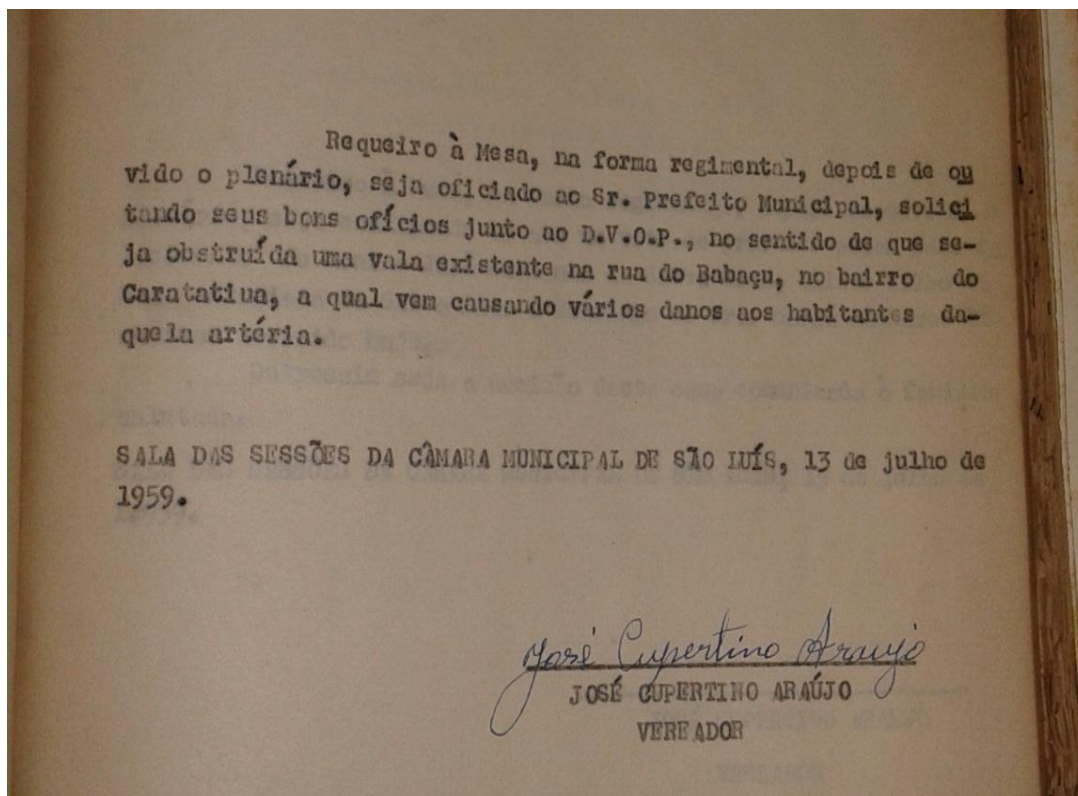 Requeiro à Mesa, na forma regimental, depois de ou
vido o plenário, seja oficiado ao Sr. Prefeito Municipal, solici
tando seus bons ofícios junto ao D.V.O.P., no sentido de que se-
ja obstruída uma vala existente na rua do Babaçu, no bairro do
Caratatiua, a qual vem causando vários danos aos habitantes da-
quela artéria.
SALA DAS SESSÕES DA CÂMARA MUNICIPAL DE SÃO LUÍS, 13 de julho de
1959.
José Cupertino Araujo
JOSÉ CUPERTINO ARAÚJO
VEREADOR